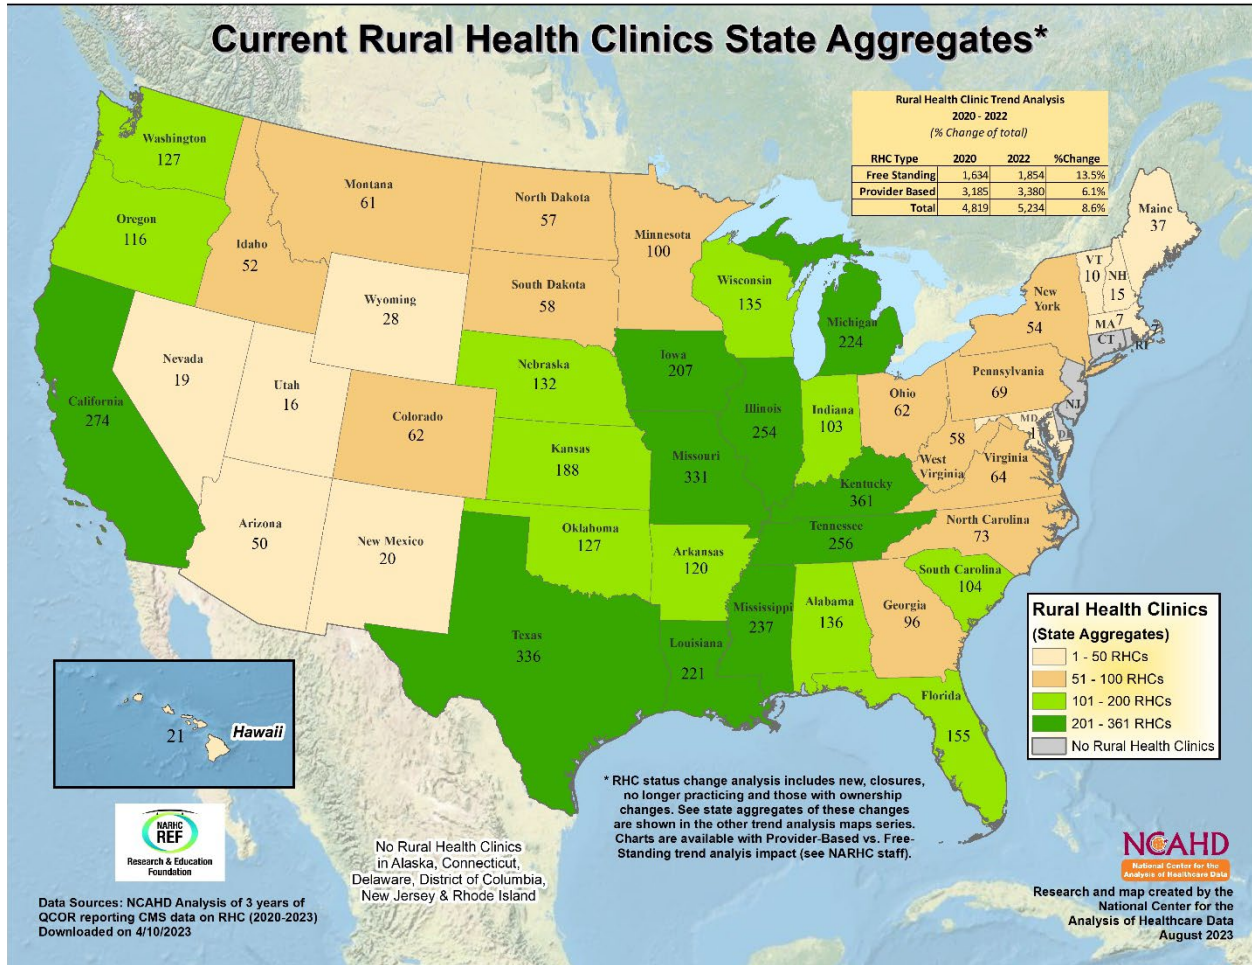 Current Rural Health Clinics State Aggregates*
Rural Health Clinic Trend Analysis
2020 - 2022
(% Change of total)
RHC Type 2020 2022 %Change
Free Standing 1,634 1,854 13.5%
Provider Based 3,185 3,380 6.1%
Total 4,819 5,234 8.6%
Washington
127
Oregon
116
Idaho
52
Montana
61
North Dakota
57
Minnesota
100
South Dakota
58
Wyoming
28
Wisconsin
135
Michigan
224
Maine
37
VT
10
NH
15
New
York
54
MA 7
7
CT
RI
Nevada
19
Utah
16
California
274
Colorado
62
Nebraska
132
Iowa
207
Illinois
254
Indiana
103
Ohio
62
Pennsylvania
69
NJ
MD
1
DE
58
West
Virginia
Virginia
64
Kansas
188
Missouri
331
Kentucky
361
Tennessee
256
North Carolina
73
South Carolina
104
Arizona
50
New Mexico
20
Oklahoma
127
Arkansas
120
Mississippi
237
Alabama
136
Georgia
96
Texas
336
Louisiana
221
Florida
155
Hawaii
21
Rural Health Clinics
(State Aggregates)
1 - 50 RHCs
51 - 100 RHCs
101 - 200 RHCs
201 - 361 RHCs
No Rural Health Clinics
* RHC status change analysis includes new, closures,
no longer practicing and those with ownership
changes. See state aggregates of these changes
are shown in the other trend analysis maps series.
Charts are available with Provider-Based vs. Free-
Standing trend analyis impact (see NARHC staff).
NARHC
REF
Research & Education
Foundation
No Rural Health Clinics
in Alaska, Connecticut,
Delaware, District of Columbia,
New Jersey & Rhode Island
Data Sources: NCAHD Analysis of 3 years of
QCOR reporting CMS data on RHC (2020-2023)
Downloaded on 4/10/2023
NCAHD
National Center for the
Analysis of Healthcare Data
Research and map created by the
National Center for the
Analysis of Healthcare Data
August 2023